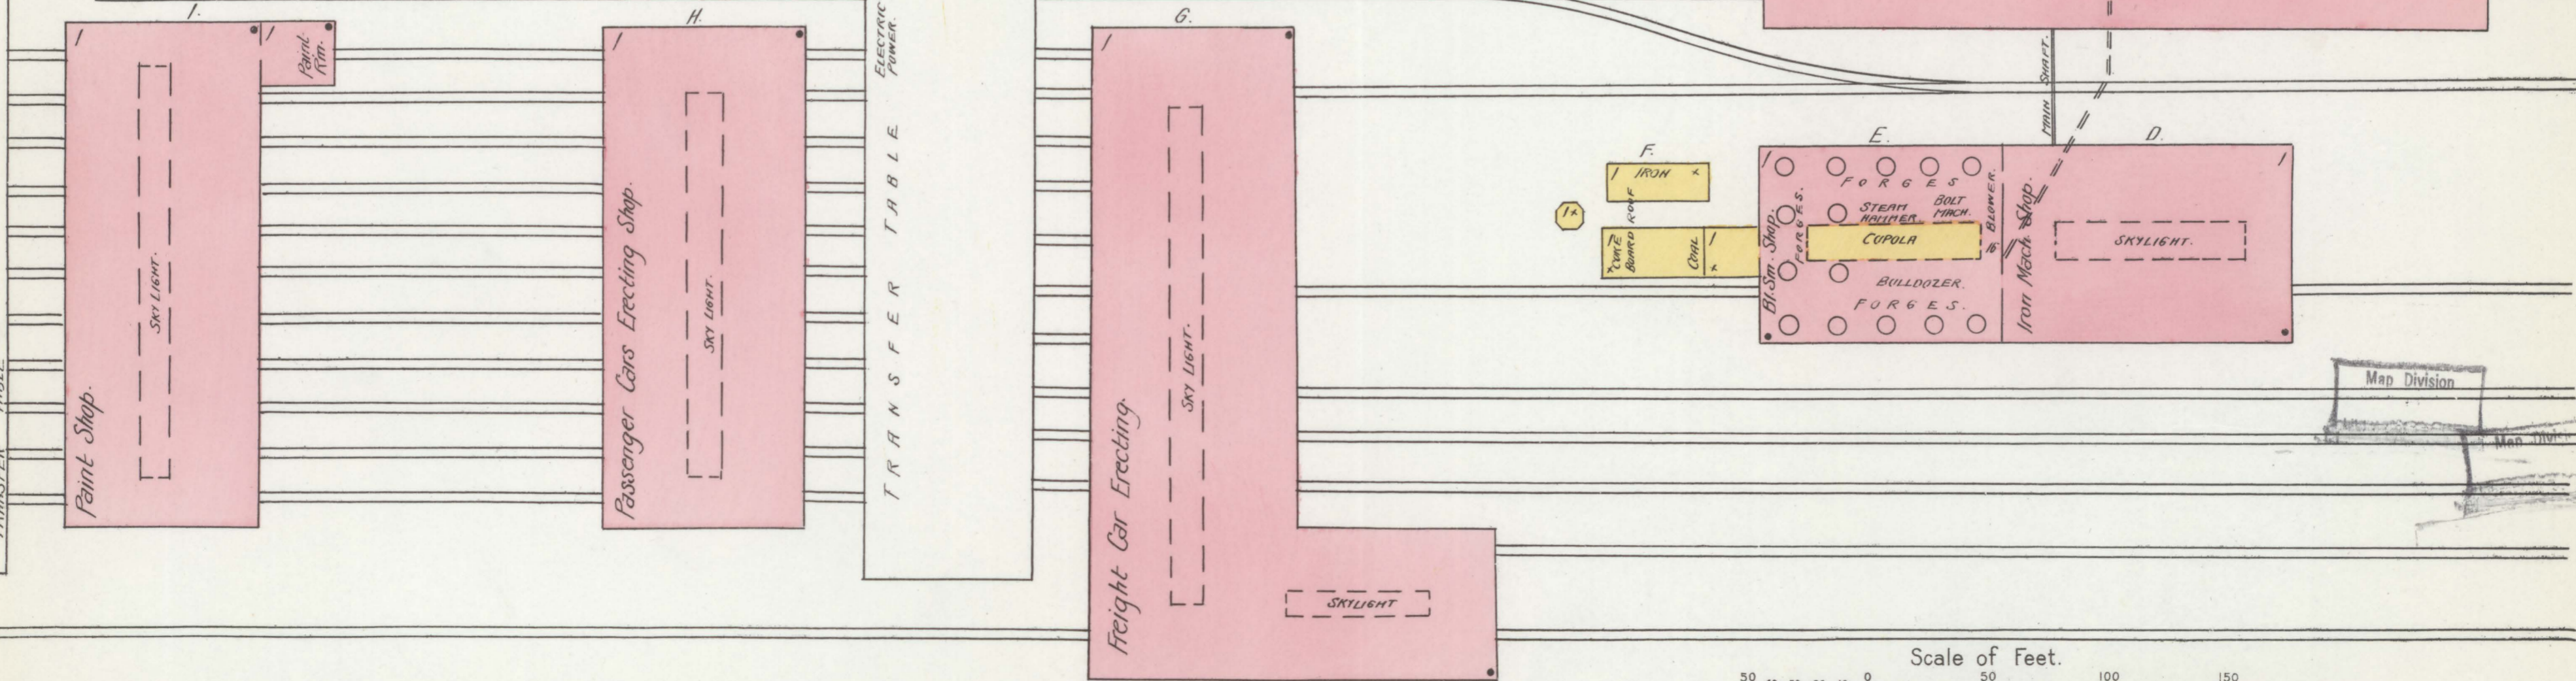 I.
1
1
Paint
Rm.
SKY LIGHT.
Paint Shop.
H.
1
SKY LIGHT.
Passenger Cars Erecting Shop.
ELECTRIC
POWER.
TRANSFER TABLE
G.
1
SKY LIGHT.
Freight Car Erecting.
SKYLIGHT
F.
1 IRON x
1x
BOARD ROOF
1
COKE
x
COAL
1
x
E.
1
FORGES
FORGES.
STEAM
HAMMER.
BOLT
MACH.
BLOWER.
16
CUPOLA
Bl. Sm. Shop.
BULLDOZER.
FORGES.
MAIN SHAFT.
D.
1
Iron Mach. Shop.
SKYLIGHT.
Map Division
Scale of Feet.
50 0 50 100 150